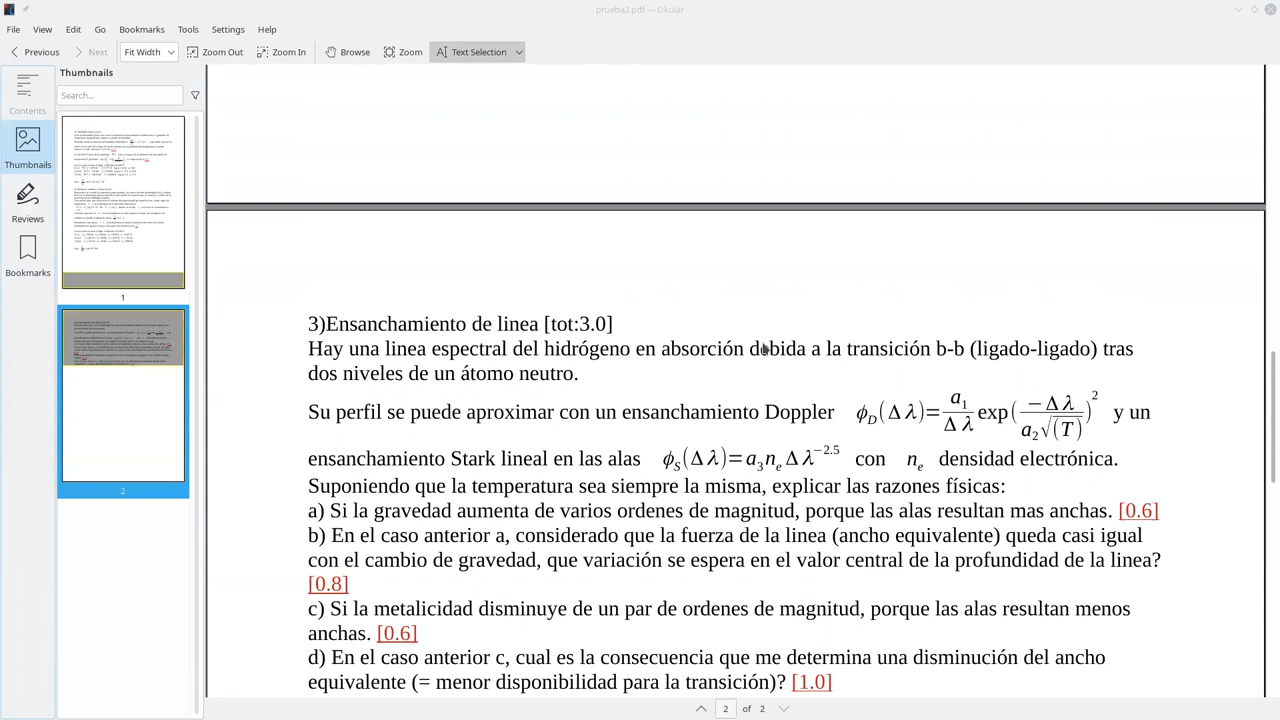 prueba3.pdf — Okular
File View Edit Go Bookmarks Tools Settings Help
Previous Next Fit Width Zoom Out Zoom In Browse Zoom Text Selection
Thumbnails
Search...
Contents
Thumbnails
Reviews
Bookmarks
1
2
3)Ensanchamiento de linea [tot:3.0]
Hay una linea espectral del hidrógeno en absorción debida a la transición b-b (ligado-ligado) tras
dos niveles de un átomo neutro.
Su perfil se puede aproximar con un ensanchamiento Doppler ϕ_D(Δ λ)=a₁/Δ λ exp(−Δ λ/a₂√(T))² y un
ensanchamiento Stark lineal en las alas ϕ_S(Δ λ)=a₃n_e Δ λ^−2.5 con n_e densidad electrónica.
Suponiendo que la temperatura sea siempre la misma, explicar las razones físicas:
a) Si la gravedad aumenta de varios ordenes de magnitud, porque las alas resultan mas anchas. [0.6]
b) En el caso anterior a, considerado que la fuerza de la linea (ancho equivalente) queda casi igual
con el cambio de gravedad, que variación se espera en el valor central de la profundidad de la linea?
[0.8]
c) Si la metalicidad disminuye de un par de ordenes de magnitud, porque las alas resultan menos
anchas. [0.6]
d) En el caso anterior c, cual es la consecuencia que me determina una disminución del ancho
equivalente (= menor disponibilidad para la transición)? [1.0]
2 of 2